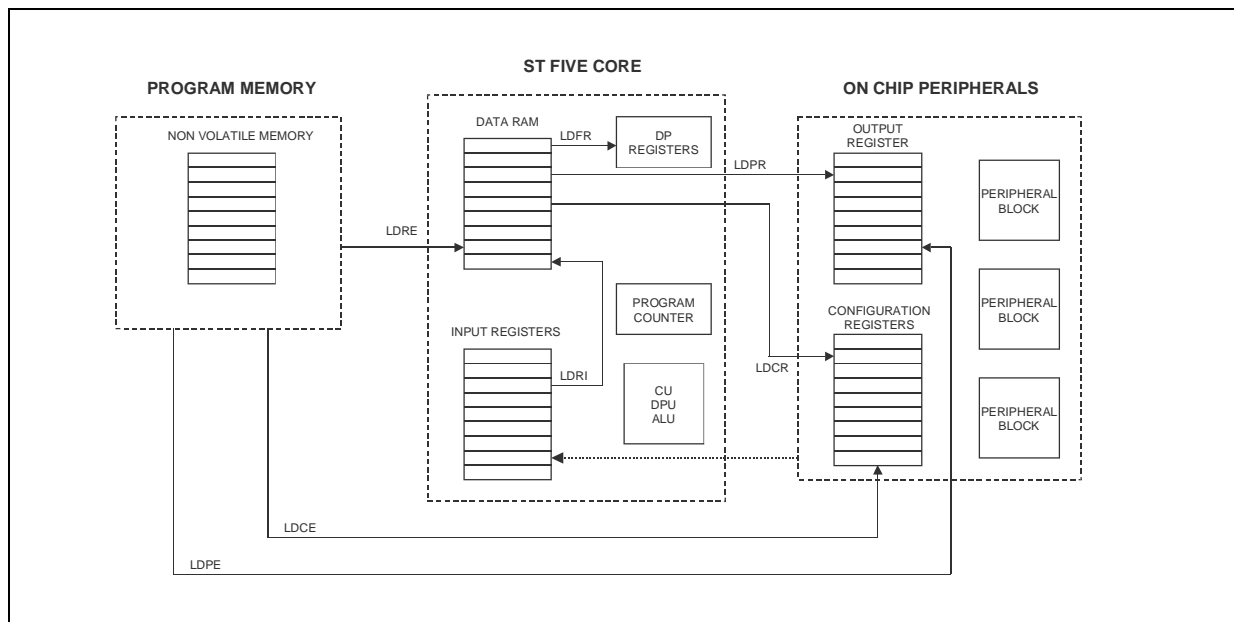 ST FIVE CORE
PROGRAM MEMORY
ON CHIP PERIPHERALS
NON VOLATILE MEMORY
DATA RAM
LDFR
DP
REGISTERS
LDPR
OUTPUT
REGISTER
PERIPHERAL
BLOCK
LDRE
PROGRAM
COUNTER
PERIPHERAL
BLOCK
INPUT REGISTERS
CONFIGURATION
REGISTERS
LDRI
LDCR
CU
DPU
ALU
PERIPHERAL
BLOCK
LDCE
LDPE